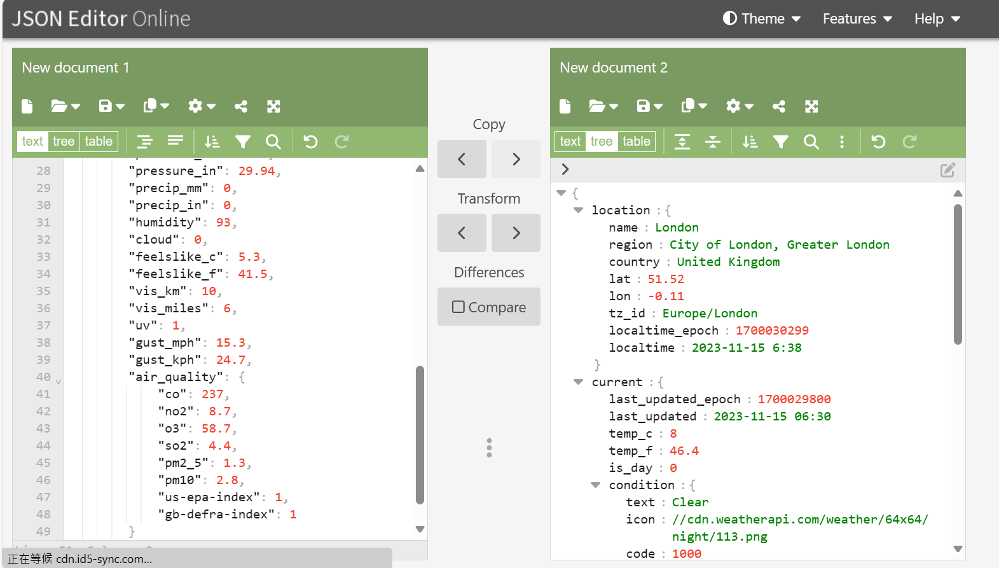 JSON Editor Online
Theme
Features
Help
New document 1
text
tree
table
28
"pressure_in": 29.94,
29
"precip_mm": 0,
30
"precip_in": 0,
31
"humidity": 93,
32
"cloud": 0,
33
"feelslike_c": 5.3,
34
"feelslike_f": 41.5,
35
"vis_km": 10,
36
"vis_miles": 6,
37
"uv": 1,
38
"gust_mph": 15.3,
39
"gust_kph": 24.7,
40
"air_quality": {
41
"co": 237,
42
"no2": 8.7,
43
"o3": 58.7,
44
"so2": 4.4,
45
"pm2_5": 1.3,
46
"pm10": 2.8,
47
"us-epa-index": 1,
48
"gb-defra-index": 1
49
}
正在等候 cdn.id5-sync.com...
Copy
Transform
Differences
Compare
New document 2
text
tree
table
{
location : {
name : London
region : City of London, Greater London
country : United Kingdom
lat : 51.52
lon : -0.11
tz_id : Europe/London
localtime_epoch : 1700030299
localtime : 2023-11-15 6:38
}
current : {
last_updated_epoch : 1700029800
last_updated : 2023-11-15 06:30
temp_c : 8
temp_f : 46.4
is_day : 0
condition : {
text : Clear
icon : //cdn.weatherapi.com/weather/64x64/
night/113.png
code : 1000